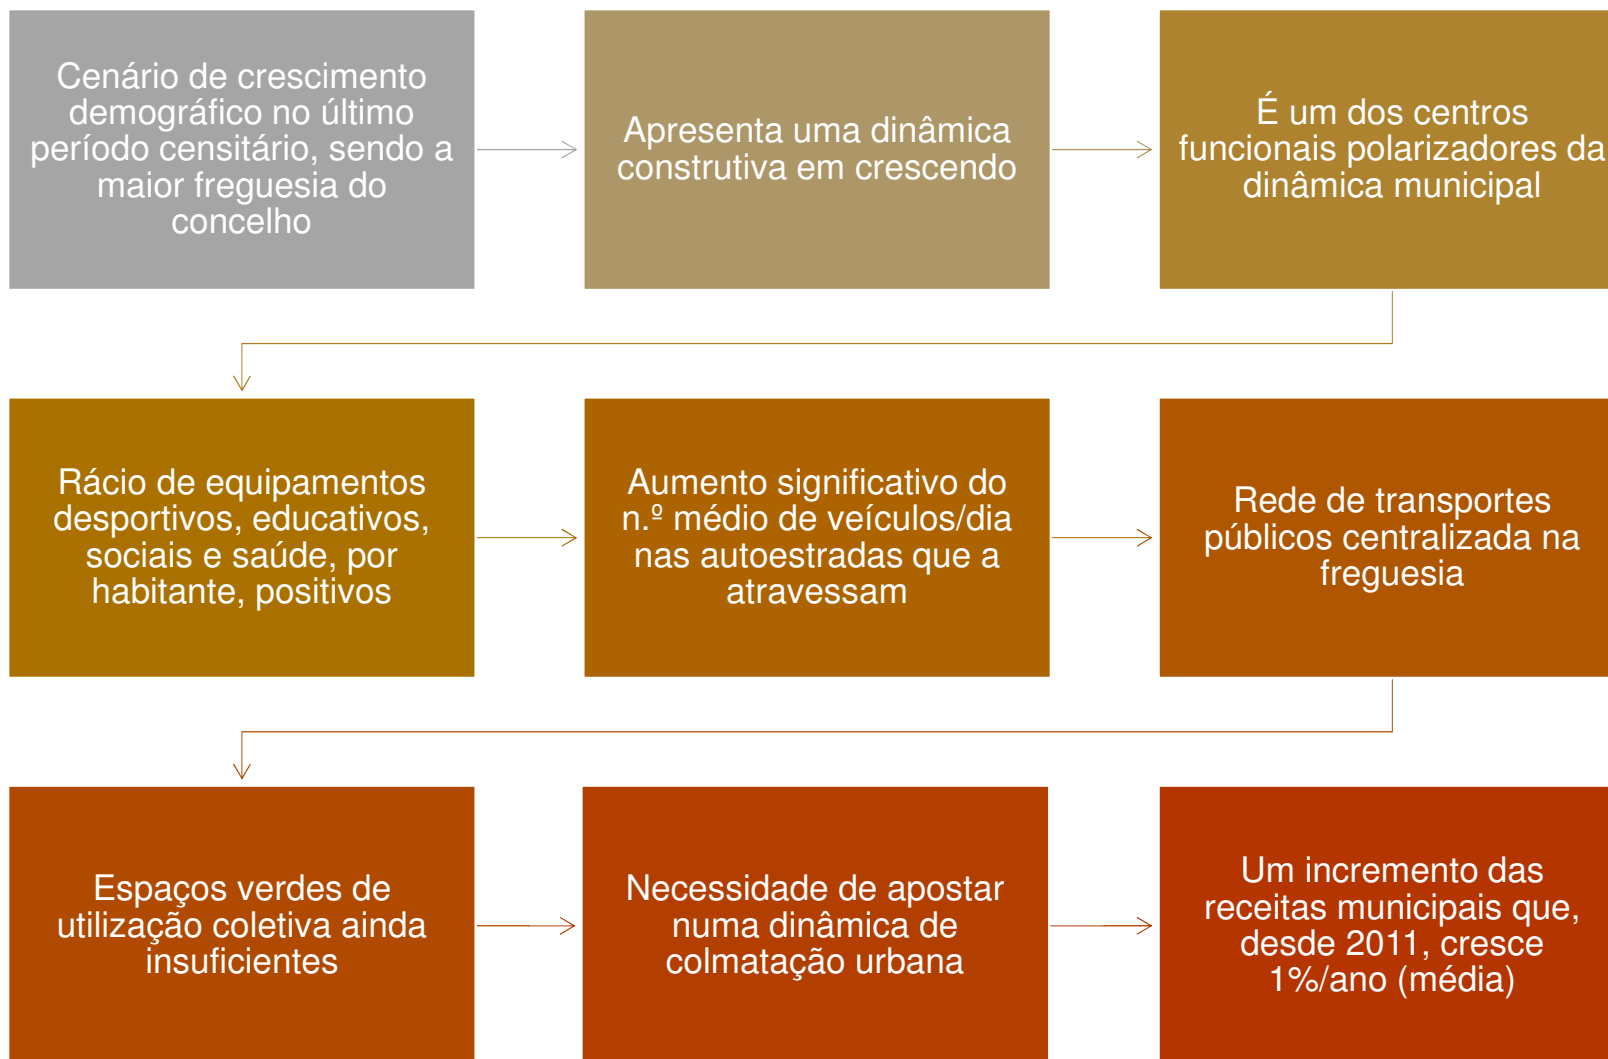 Cenário de crescimento
demográfico no último
período censitário, sendo a
maior freguesia do
concelho
Apresenta uma dinâmica
construtiva em crescendo
É um dos centros
funcionais polarizadores da
dinâmica municipal
Rácio de equipamentos
desportivos, educativos,
sociais e saúde, por
habitante, positivos
Aumento significativo do
n.º médio de veículos/dia
nas autoestradas que a
atravessam
Rede de transportes
públicos centralizada na
freguesia
Espaços verdes de
utilização coletiva ainda
insuficientes
Necessidade de apostar
numa dinâmica de
colmatação urbana
Um incremento das
receitas municipais que,
desde 2011, cresce
1%/ano (média)